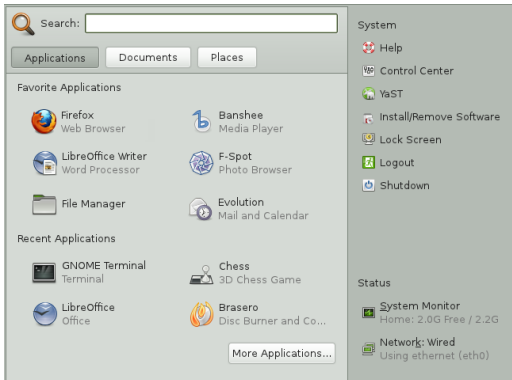 Search:
Applications
Documents
Places
Favorite Applications
Firefox
Web Browser
Banshee
Media Player
LibreOffice Writer
Word Processor
F-Spot
Photo Browser
File Manager
Evolution
Mail and Calendar
Recent Applications
GNOME Terminal
Terminal
Chess
3D Chess Game
LibreOffice
Office
Brasero
Disc Burner and Co...
More Applications...
System
Help
Control Center
YaST
Install/Remove Software
Lock Screen
Logout
Shutdown
Status
System Monitor
Home: 2.0G Free / 2.2G
Network: Wired
Using ethernet (eth0)